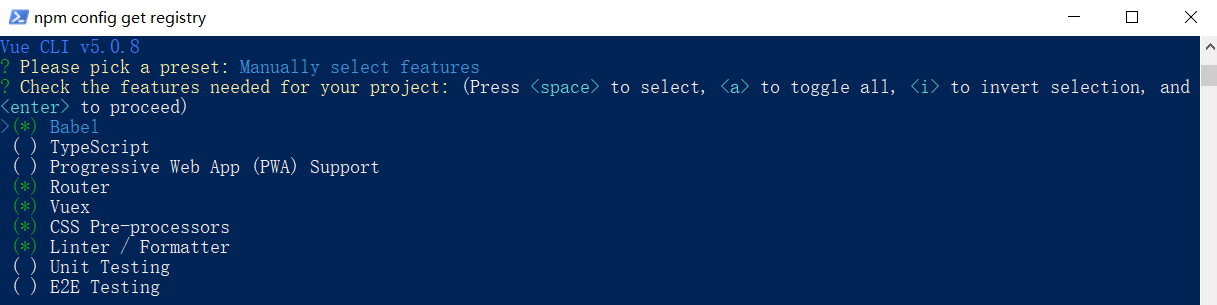 npm config get registry
Vue CLI v5.0.8
? Please pick a preset: Manually select features
? Check the features needed for your project: (Press <space> to select, <a> to toggle all, <i> to invert selection, and
<enter> to proceed)
>(*) Babel
( ) TypeScript
( ) Progressive Web App (PWA) Support
(*) Router
(*) Vuex
(*) CSS Pre-processors
(*) Linter / Formatter
( ) Unit Testing
( ) E2E Testing